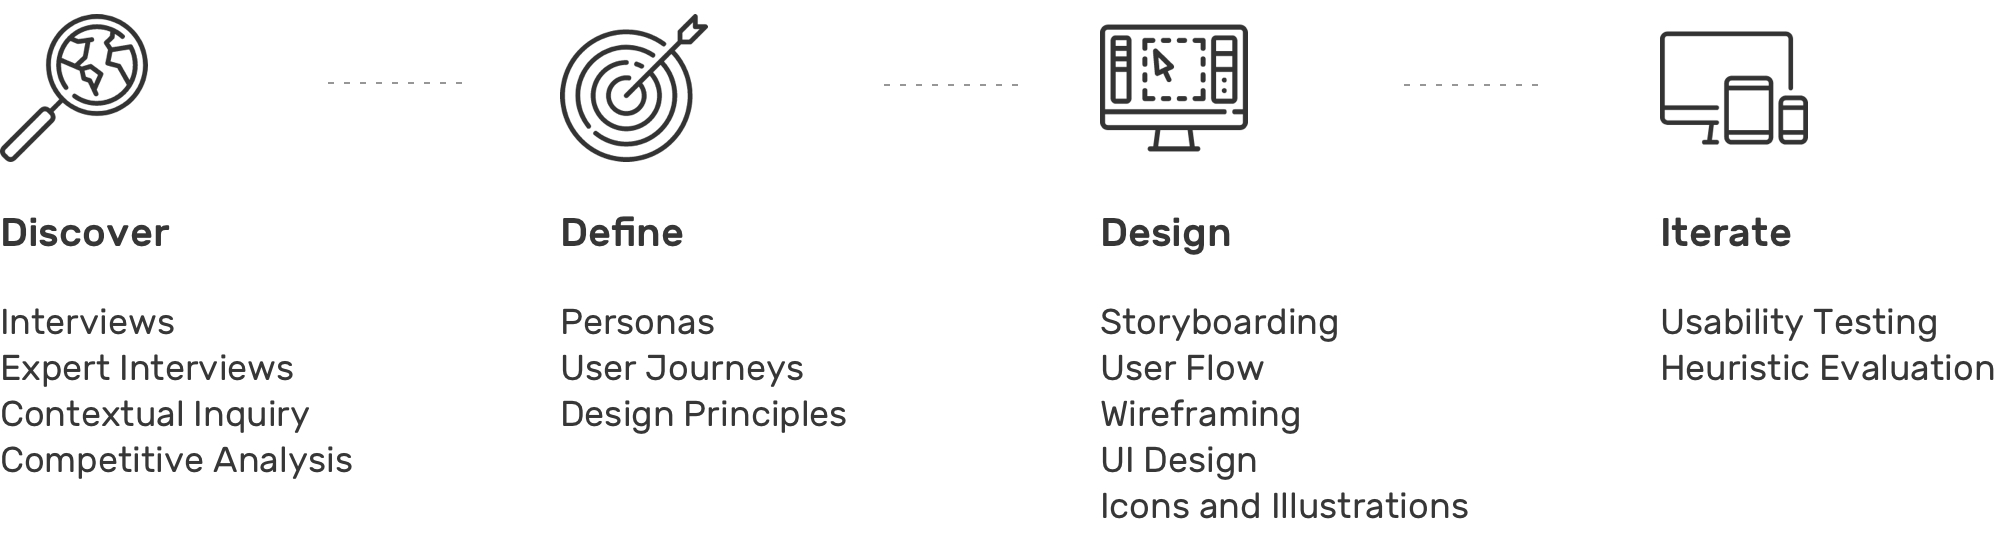 Discover
Interviews
Expert Interviews
Contextual Inquiry
Competitive Analysis
Define
Personas
User Journeys
Design Principles
Design
Storyboarding
User Flow
Wireframing
UI Design
Icons and Illustrations
Iterate
Usability Testing
Heuristic Evaluation